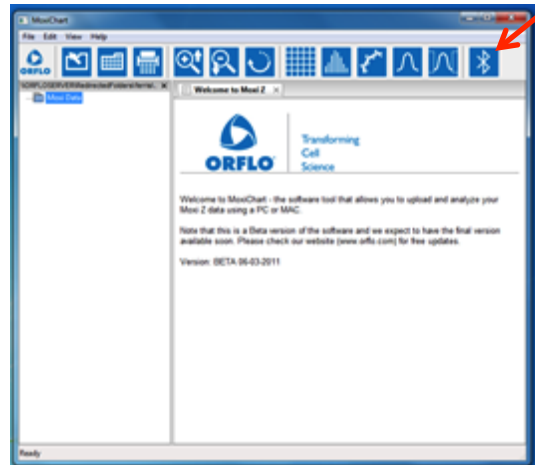 MoxiChart
File Edit View Help
ORFLO
Welcome to Moxi Z
Moxi Data
ORFLO
Transforming
Cell
Science
Welcome to MoxiChart - the software tool that allows you to upload and analyze your
Moxi Z data using a PC or MAC.
Note that this is a Beta version of the software and we expect to have the final version
available soon. Please check our website (www.orflo.com) for free updates.
Version: BETA 06-03-2011
Ready